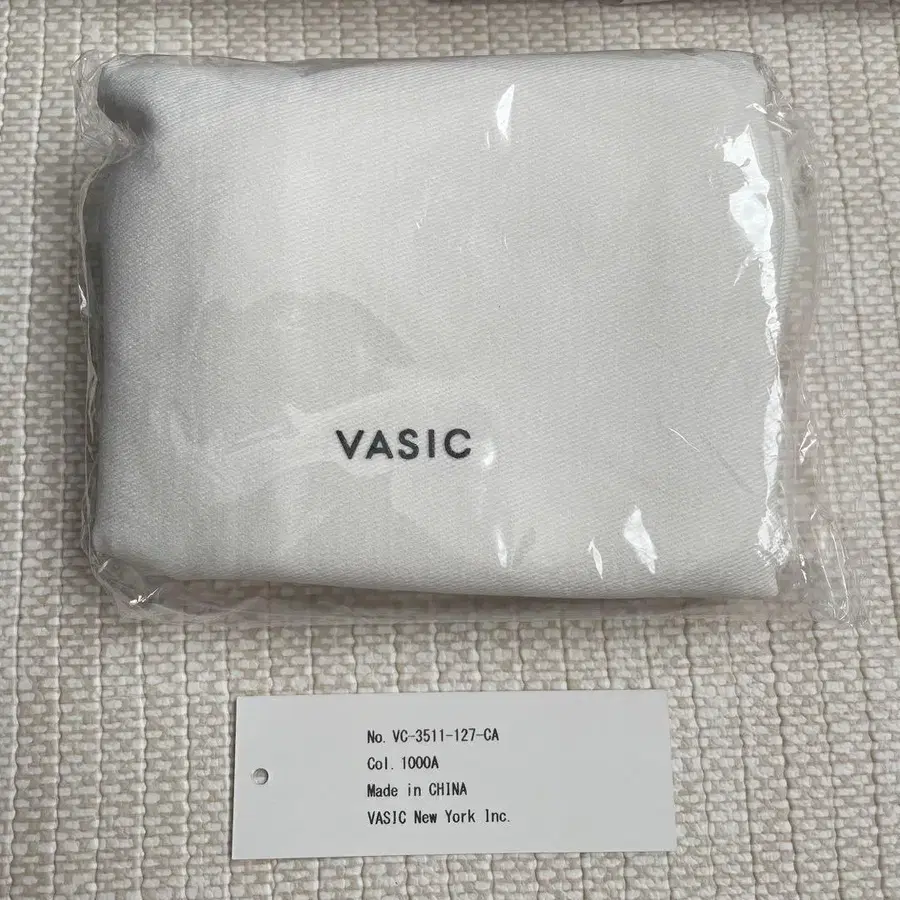 VASIC
No. VC-3511-127-CA
Col. 1000A
Made in CHINA
VASIC New York Inc.